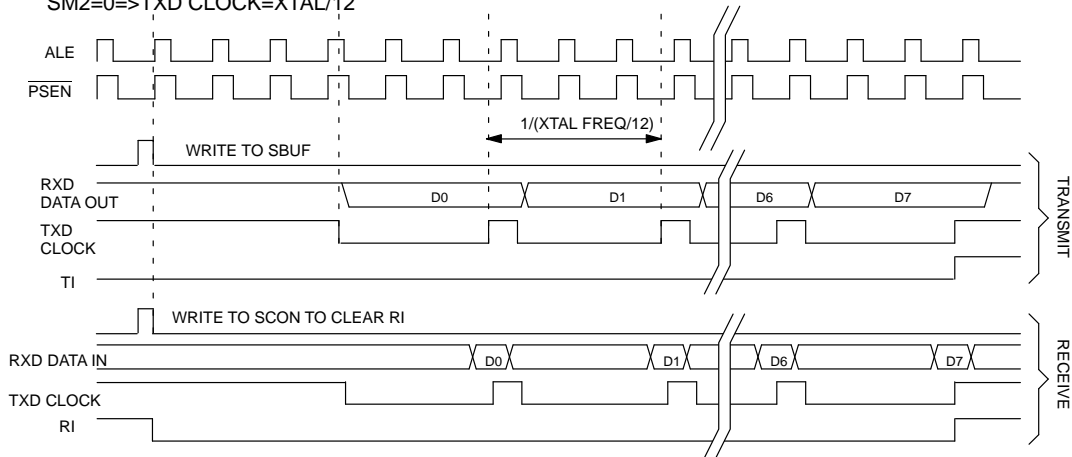 SM2=0=>TXD CLOCK=XTAL/12
ALE
PSEN
1/(XTAL FREQ/12)
WRITE TO SBUF
RXD
DATA OUT
D0
D1
D6
D7
TXD
CLOCK
TI
TRANSMIT
WRITE TO SCON TO CLEAR RI
RXD DATA IN
D0
D1
D6
D7
TXD CLOCK
RI
RECEIVE